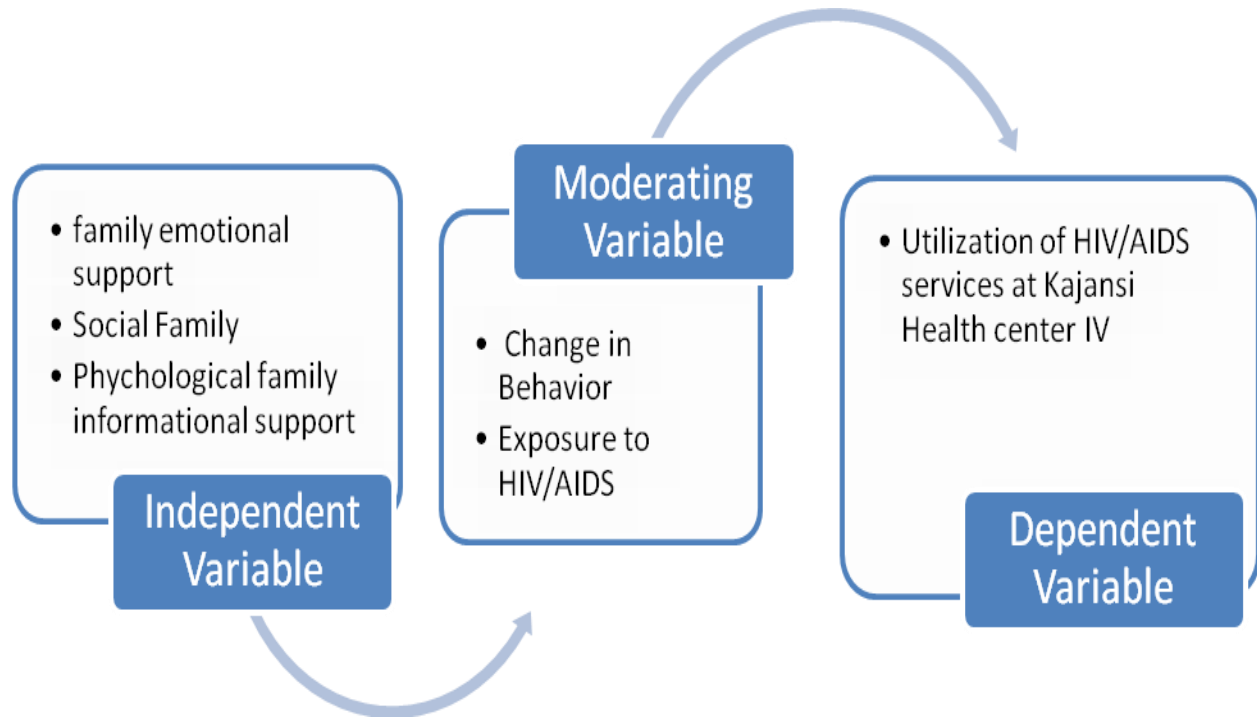 • family emotional
support
• Social Family
• Phychological family
informational support
Independent
Variable
Moderating
Variable
• Change in
Behavior
• Exposure to
HIV/AIDS
• Utilization of HIV/AIDS
services at Kajansi
Health center IV
Dependent
Variable